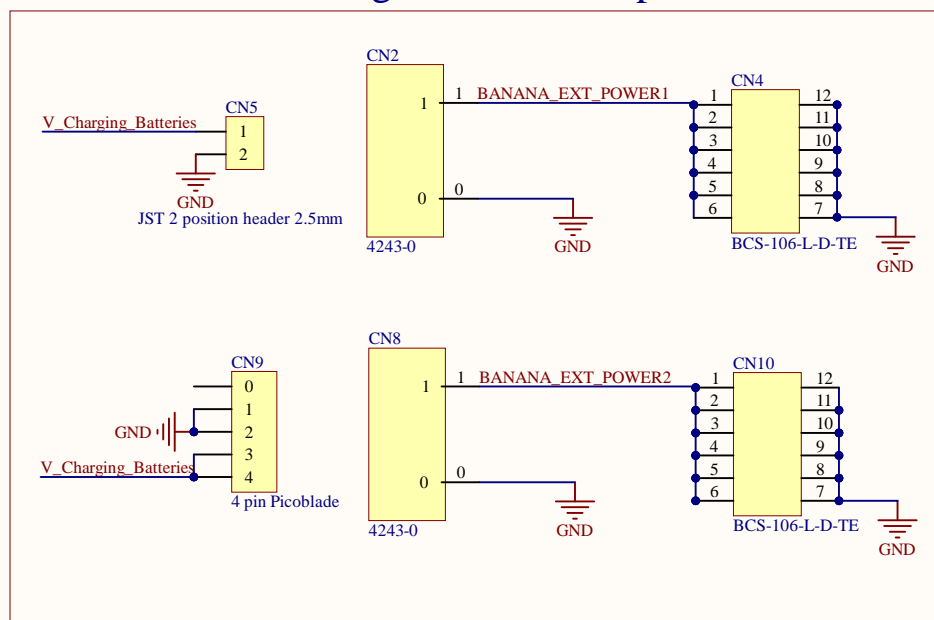 CN5
V_Charging_Batteries
1
2
GND
JST 2 position header 2.5mm
CN2
1
1
BANANA_EXT_POWER1
0
0
GND
4243-0
CN4
1
2
3
4
5
6
12
11
10
9
8
7
BCS-106-L-D-TE
GND
CN9
0
1
2
3
4
GND
V_Charging_Batteries
4 pin Picoblade
CN8
1
1
BANANA_EXT_POWER2
0
0
GND
4243-0
CN10
1
2
3
4
5
6
12
11
10
9
8
7
BCS-106-L-D-TE
GND